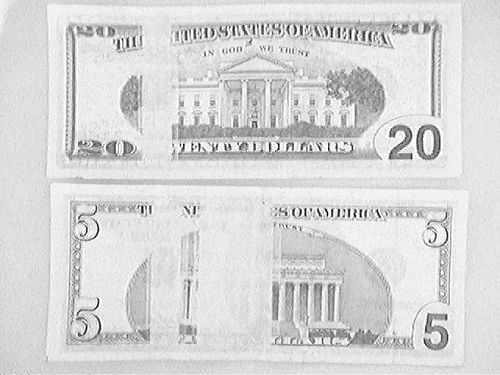 20 20
THE UNITED STATES OF AMERICA
IN GOD WE TRUST
20 20
TWENTY DOLLARS
5 5
ES OF AMERICA
TRUST
5 5